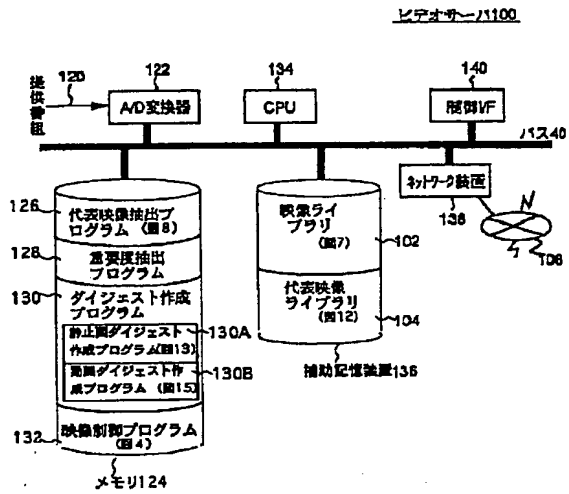 ビデオサーバ100
提供番組
120
122
A/D変換器
134
CPU
140
制御I/F
バス40
ネットワーク装画
138
108
126
代表映像抽出プ
ログラム (図8)
128
重要度抽出
プログラム
130
ダイジェスト作成プ
ログラム
静止画ダイジェスト
作成プログラム(図13)
130A
動画ダイジェスト作
成プログラム (図15)
130B
132
映像制御プログラム
(図4)
メモリ124
映像ライ
ブラリ
(図7)
102
代表映像
ライブラリ
(図12)
104
補助記憶装置136